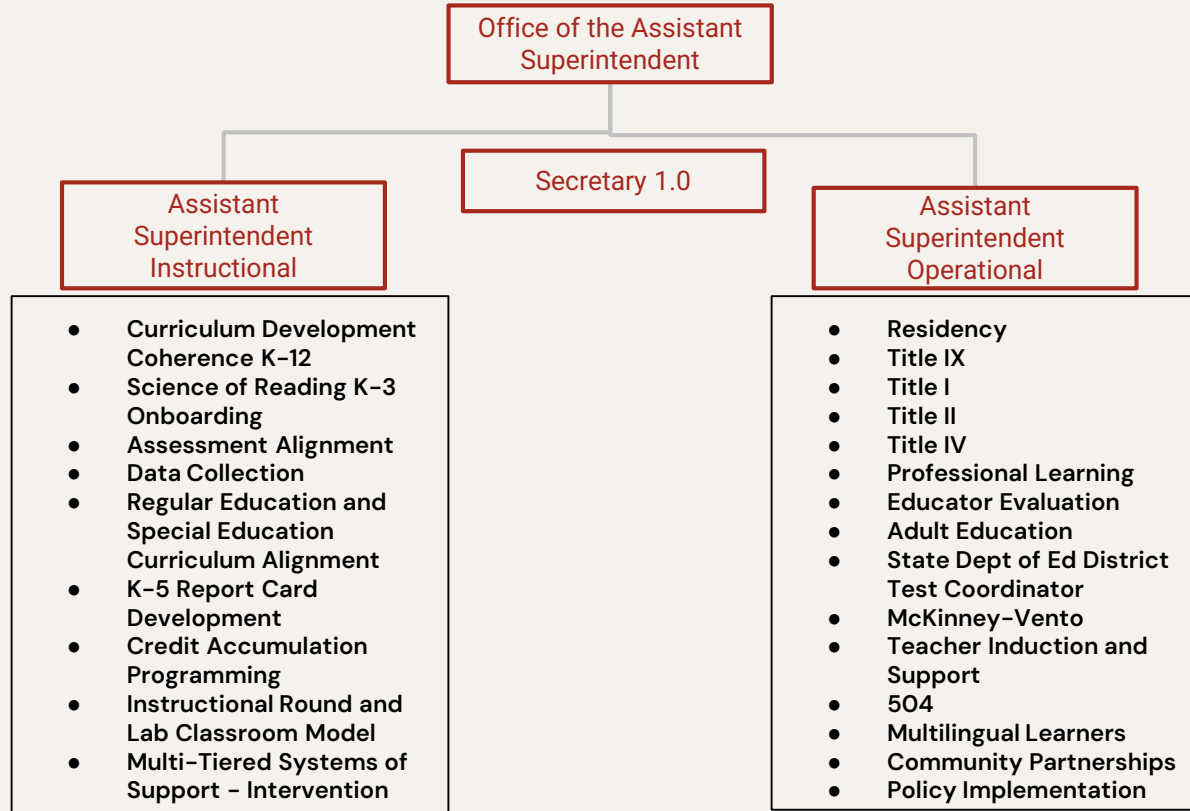 Office of the Assistant
Superintendent
Secretary 1.0
Assistant
Superintendent
Instructional
● Curriculum Development
Coherence K-12
● Science of Reading K-3
Onboarding
● Assessment Alignment
● Data Collection
● Regular Education and
Special Education
Curriculum Alignment
● K-5 Report Card
Development
● Credit Accumulation
Programming
● Instructional Round and
Lab Classroom Model
● Multi-Tiered Systems of
Support - Intervention
Assistant
Superintendent
Operational
● Residency
● Title IX
● Title I
● Title II
● Title IV
● Professional Learning
● Educator Evaluation
● Adult Education
● State Dept of Ed District
Test Coordinator
● McKinney-Vento
● Teacher Induction and
Support
● 504
● Multilingual Learners
● Community Partnerships
● Policy Implementation